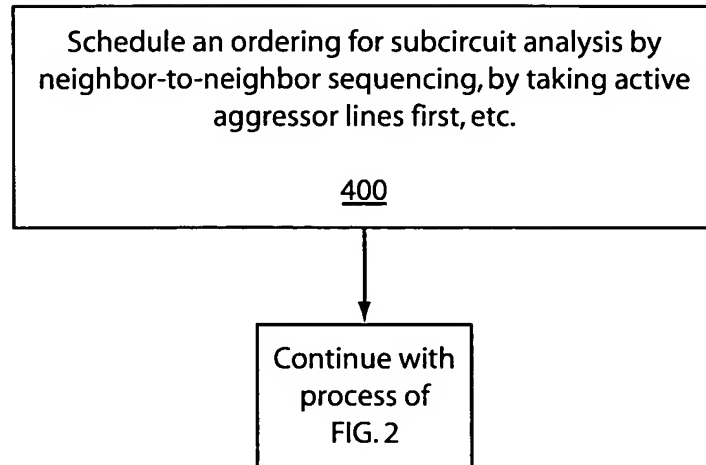 Schedule an ordering for subcircuit analysis by
neighbor-to-neighbor sequencing, by taking active
aggressor lines first, etc.
400
Continue with
process of
FIG. 2